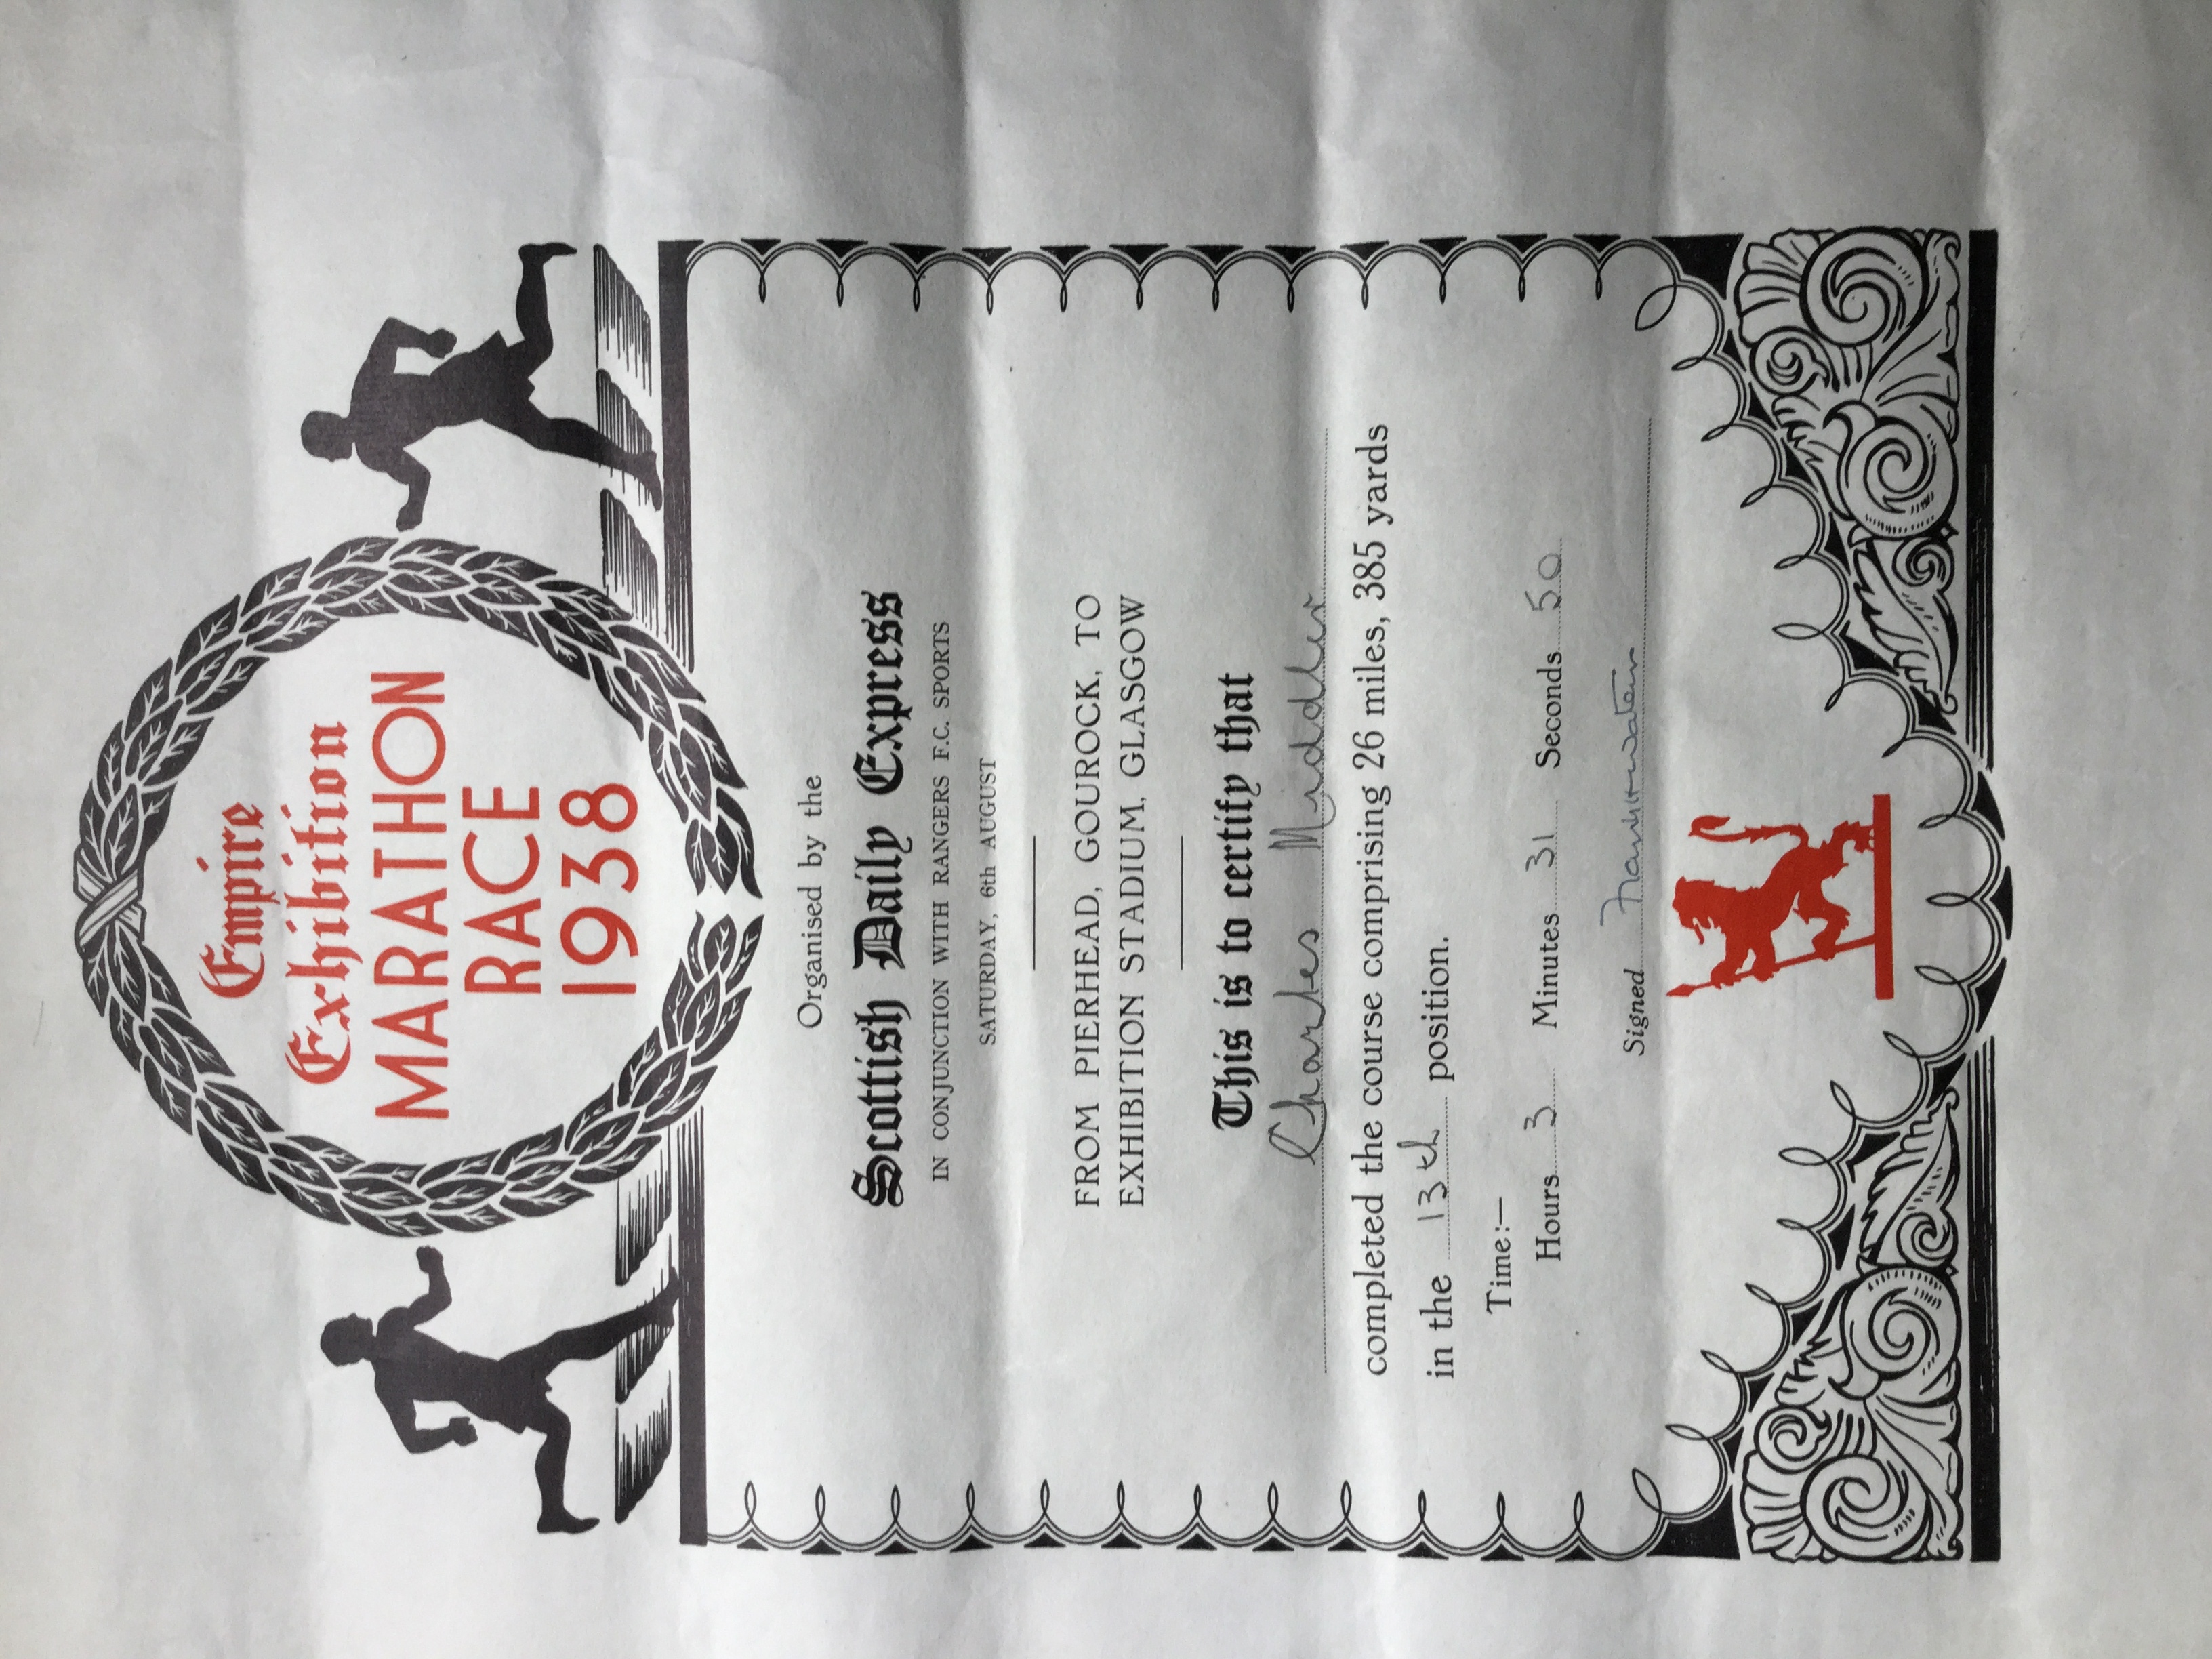 Empire
Exhibition
MARATHON
RACE
1938
Organised by the
Scottish Daily Express
IN CONJUNCTION WITH RANGERS F.C. SPORTS
SATURDAY, 6th AUGUST
FROM PIERHEAD, GOUROCK, TO
EXHIBITION STADIUM, GLASGOW
This is to certify that
Charles
completed the course comprising 26 miles, 385 yards
in the 13th position.
Time:—
Hours 3 Minutes 31 Seconds 50
Signed